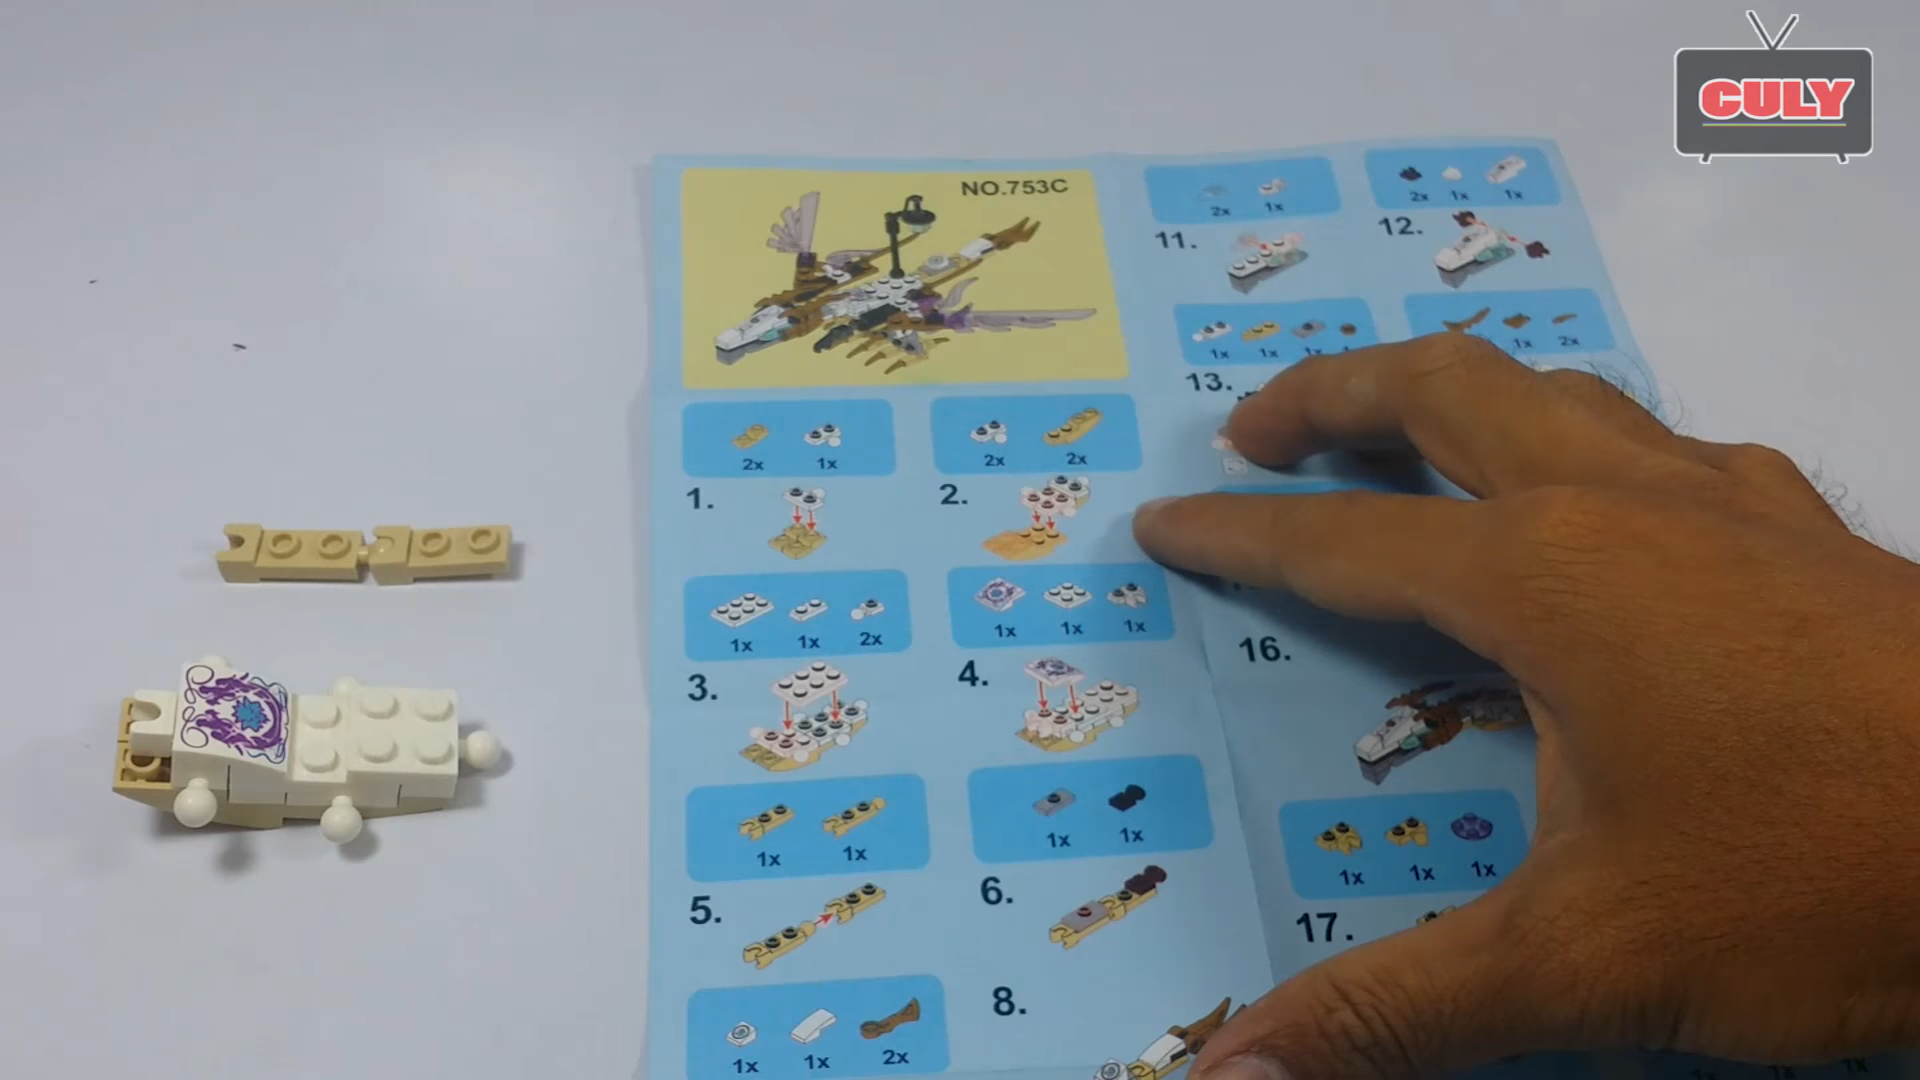 CULY
NO.753C
2x 1x
11.
2x 1x 1x
12.
1x 1x 1x
13.
1x 2x
2x 1x
1.
2x 2x
2.
1x 1x 2x
3.
1x 1x 1x
4.
16.
1x 1x
5.
1x 1x
6.
1x 1x 1x
17.
1x 1x 2x
8.